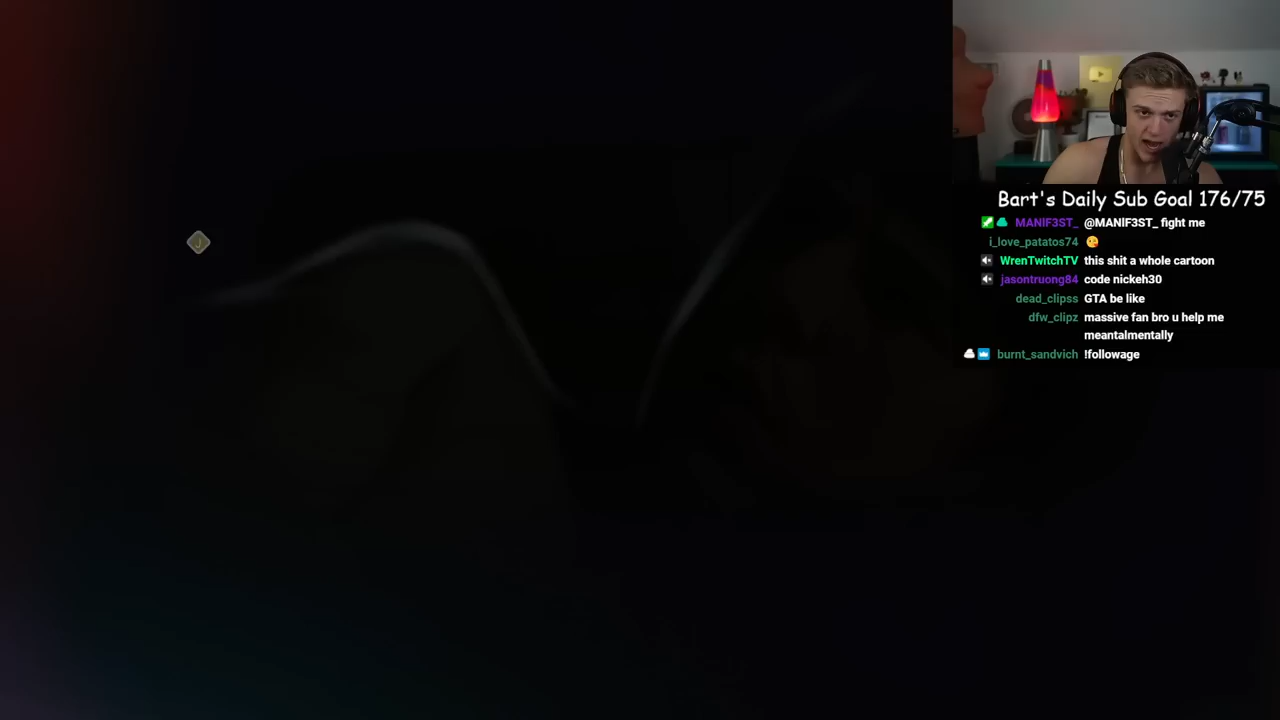 Bart's Daily Sub Goal 176/75
MANIF3ST_ @MANIF3ST_ fight me
i_love_patatos74
WrenTwitchTV this shit a whole cartoon
jasontruong84 code nickeh30
dead_clipss GTA be like
dfw_clipz massive fan bro u help me
meantalmentally
burnt_sandvich !followage
J